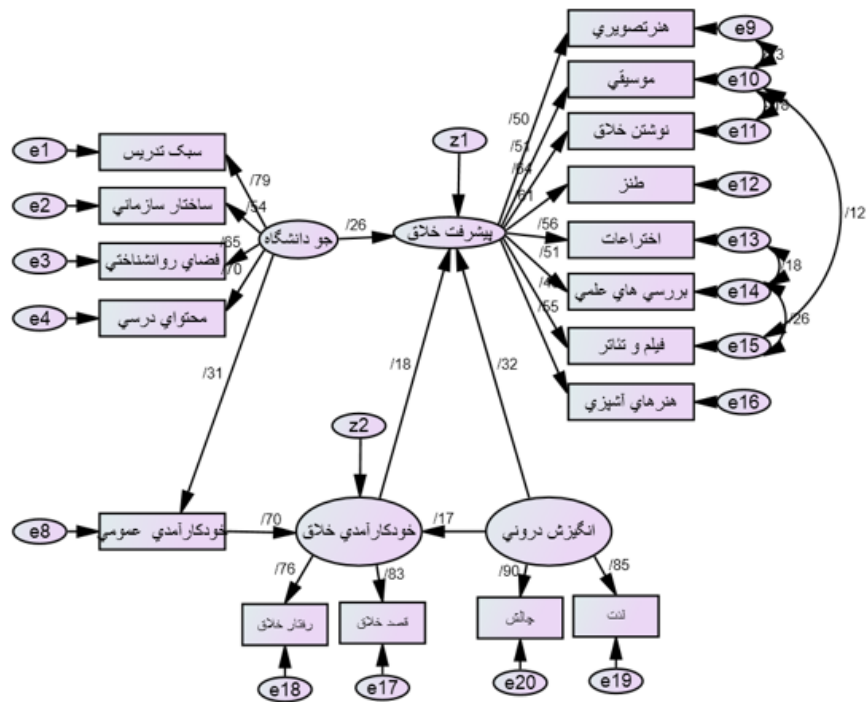 هنرتصويري
e9
موسيقي
e10
نوشتن خلاق
e11
طنز
e12
اختراعات
e13
بررسي هاي علمي
e14
فيلم و تئاتر
e15
هنرهاي آشپزي
e16
/18
/26
/12
/50
/51
/64
/61
/56
/51
/55
z1
پيشرفت خلاق
/26
جو دانشگاه
e1
سبک تدريس
/79
e2
ساختار سازماني
/54
e3
فضاي روانشناختي
/65
e4
محتواي درسي
/70
/31
/18
/32
z2
e8
خودکارآمدي عمومي
/70
خودکارآمدي خلاق
/17
انگيزش دروني
/76
/83
/90
/85
رفتار خلاق
قصد خلاق
چالش
لذت
e18
e17
e20
e19